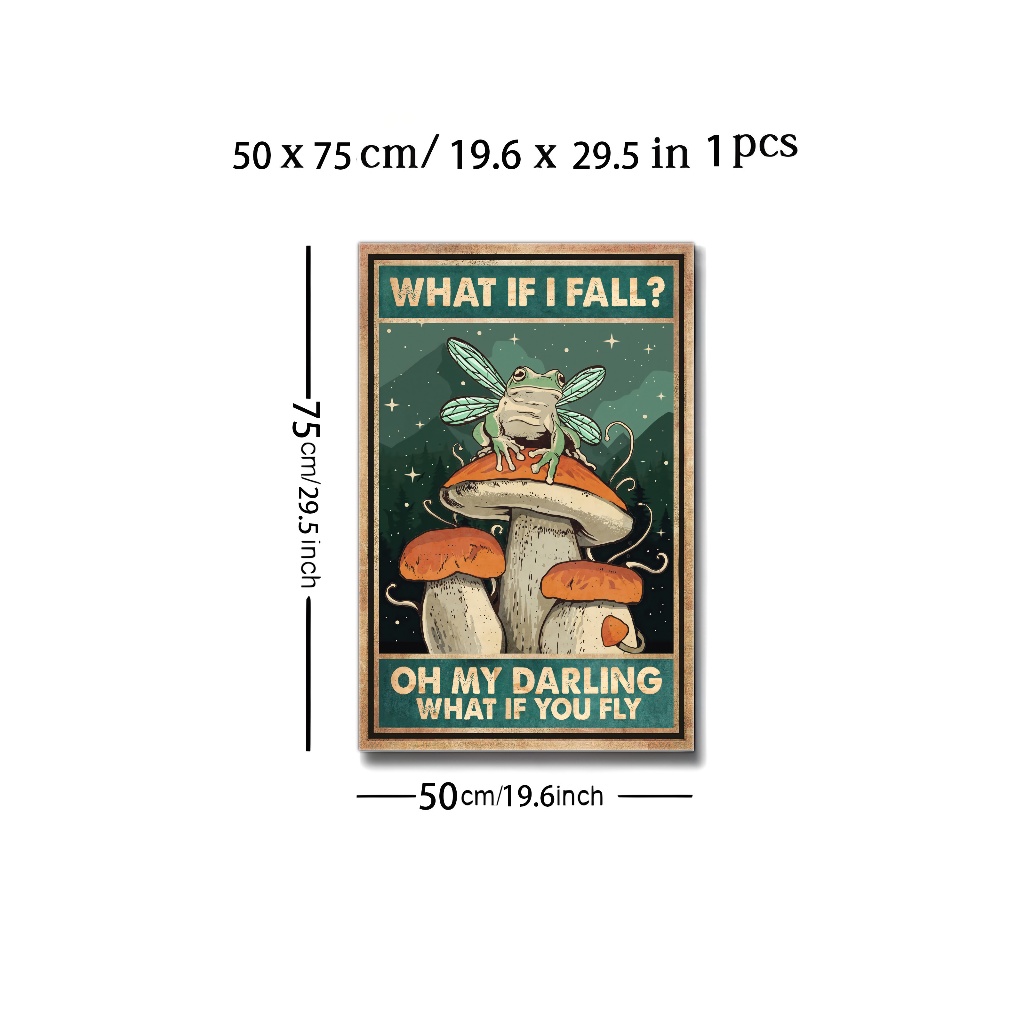 50 x 75 cm/ 19.6 x 29.5 in 1 pcs
WHAT IF I FALL?
75cm/29.5inch
OH MY DARLING
WHAT IF YOU FLY
50cm/19.6inch